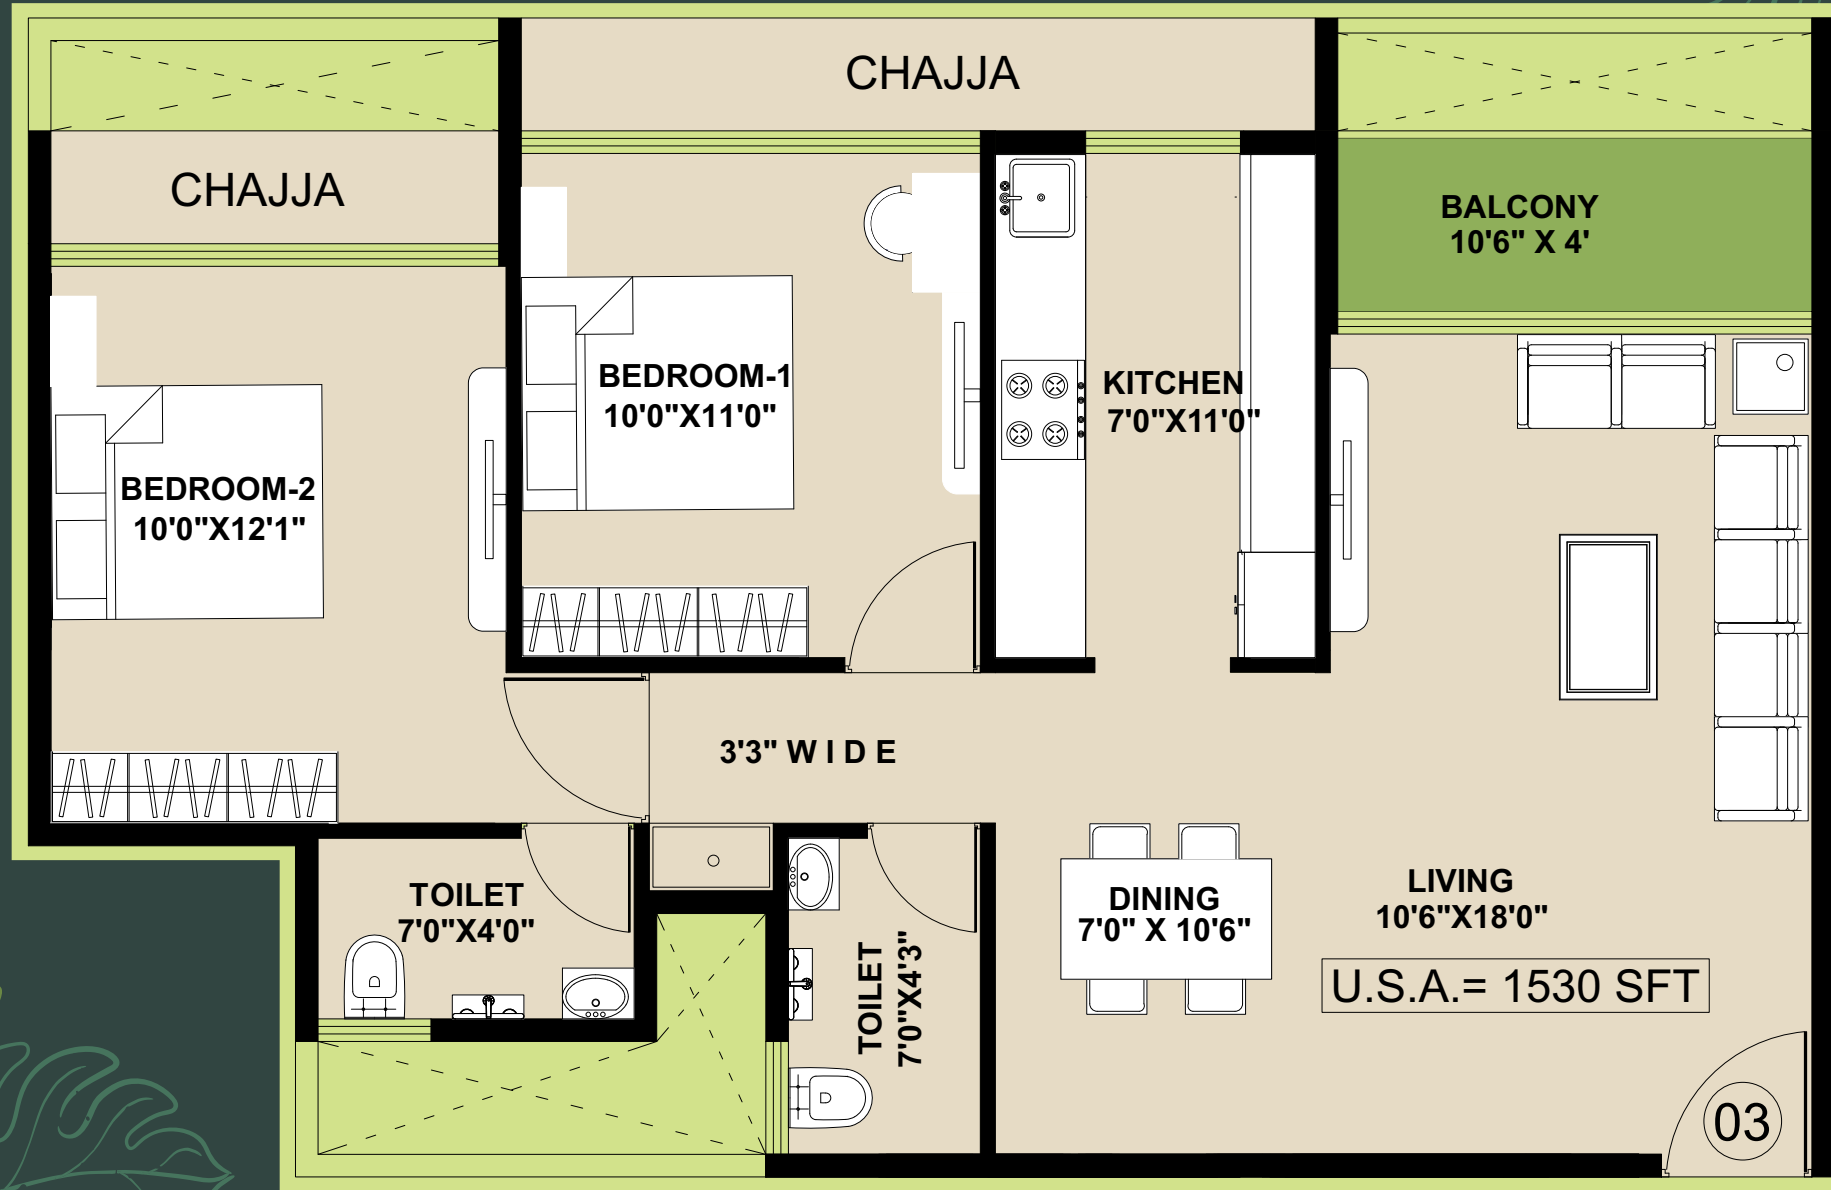 CHAJJA
CHAJJA
BALCONY
10'6" X 4'
BEDROOM-1
10'0"X11'0"
KITCHEN
7'0"X11'0"
BEDROOM-2
10'0"X12'1"
3'3" W I D E
TOILET
7'0"X4'0"
TOILET
7'0"X4'3"
DINING
7'0" X 10'6"
LIVING
10'6"X18'0"
U.S.A.= 1530 SFT
03